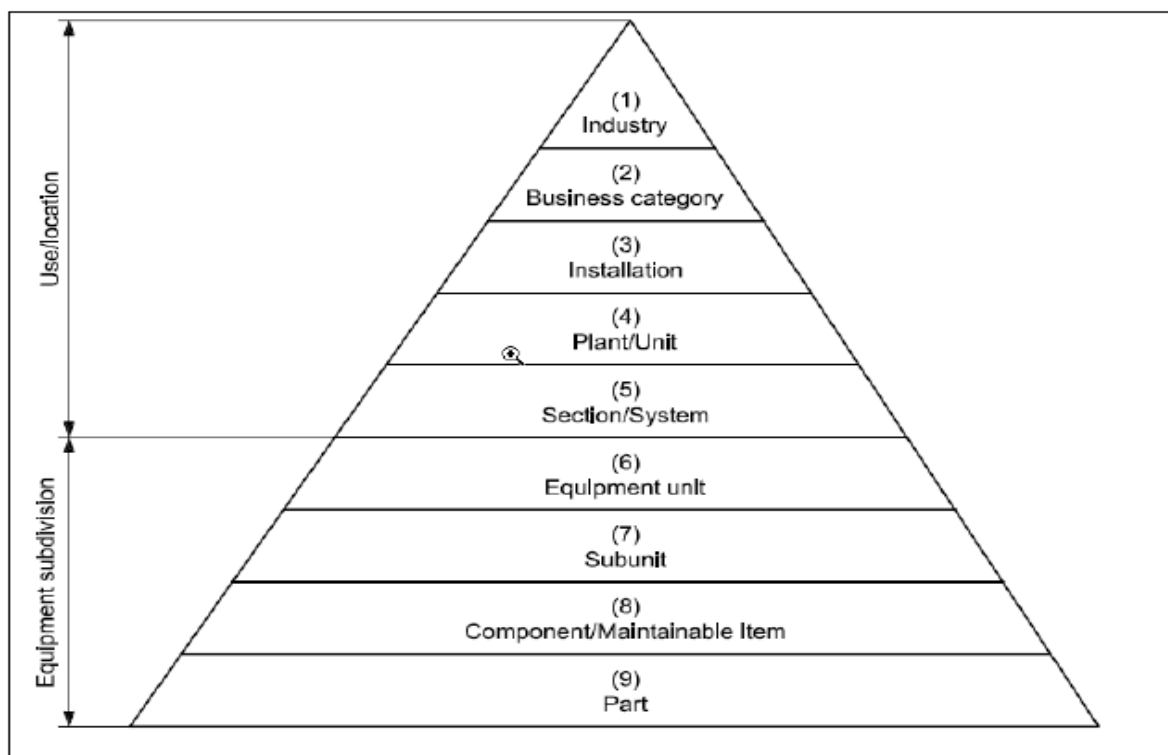 (1)
Industry
(2)
Business category
(3)
Installation
(4)
Plant/Unit
(5)
Section/System
(6)
Equipment unit
(7)
Subunit
(8)
Component/Maintainable Item
(9)
Part
Use/location
Equipment subdivision